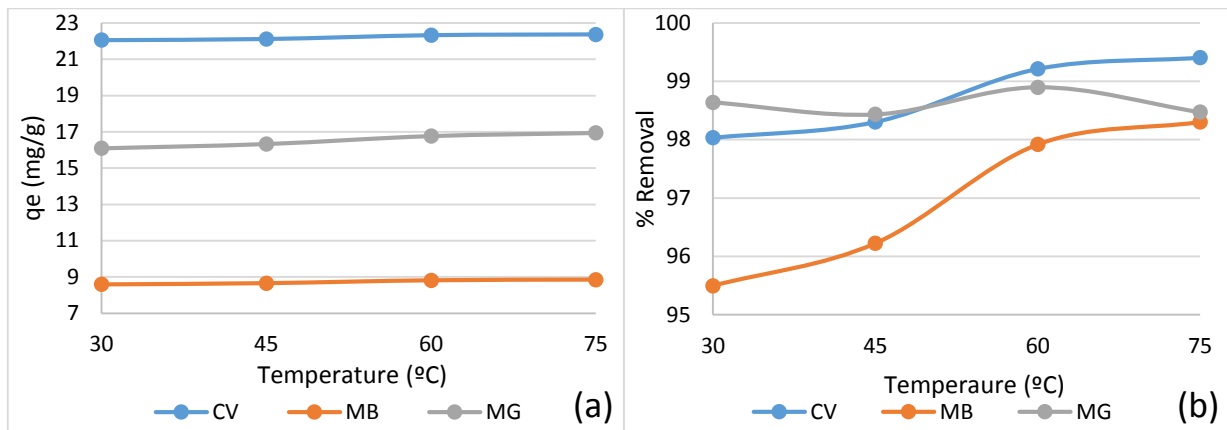 23
21
19
17
15
13
11
9
7
qe (mg/g)
30 45 60 75
Temperature (ºC)
CV MB MG
(a)
100
99
98
97
96
95
% Removal
30 45 60 75
Temperaure (ºC)
CV MB MG
(b)